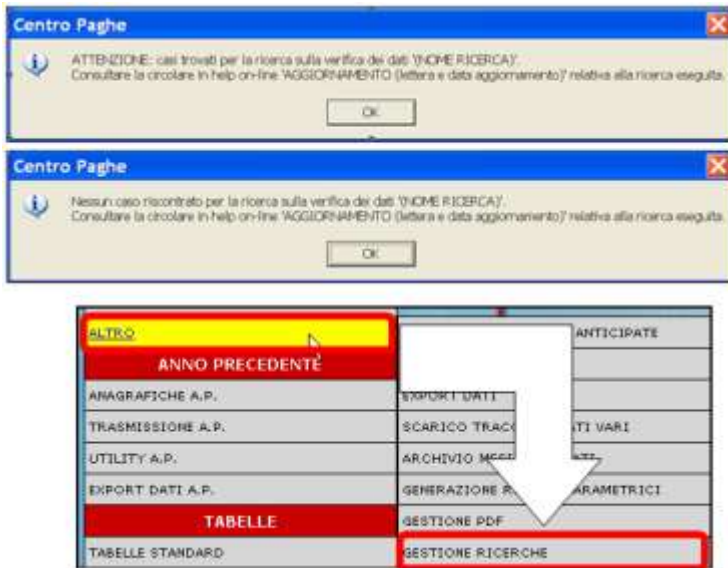 Centro Paghe
ATTENZIONE: casi trovati per la ricerca sulla verifica dei dati '(NOME RICERCA)'.
Consultare la circolare in help on-line 'AGGIORNAMENTO (lettera e data aggiornamento)' relativa alla ricerca eseguita.
OK
Centro Paghe
Nessun caso riscontrato per la ricerca sulla verifica dei dati '(NOME RICERCA)'.
Consultare la circolare in help on-line 'AGGIORNAMENTO (lettera e data aggiornamento)' relativa alla ricerca eseguita.
OK
ALTRO
ANTICIPATE
ANNO PRECEDENTE
ANAGRAFICHE A.P.
EXPORT DATI
TRASMISSIONE A.P.
SCARICO TRACC
TI VARI
UTILITY A.P.
ARCHIVIO
EXPORT DATI A.P.
GENERAZIONE
ARAMETRICI
TABELLE
GESTIONE PDF
TABELLE STANDARD
GESTIONE RICERCHE